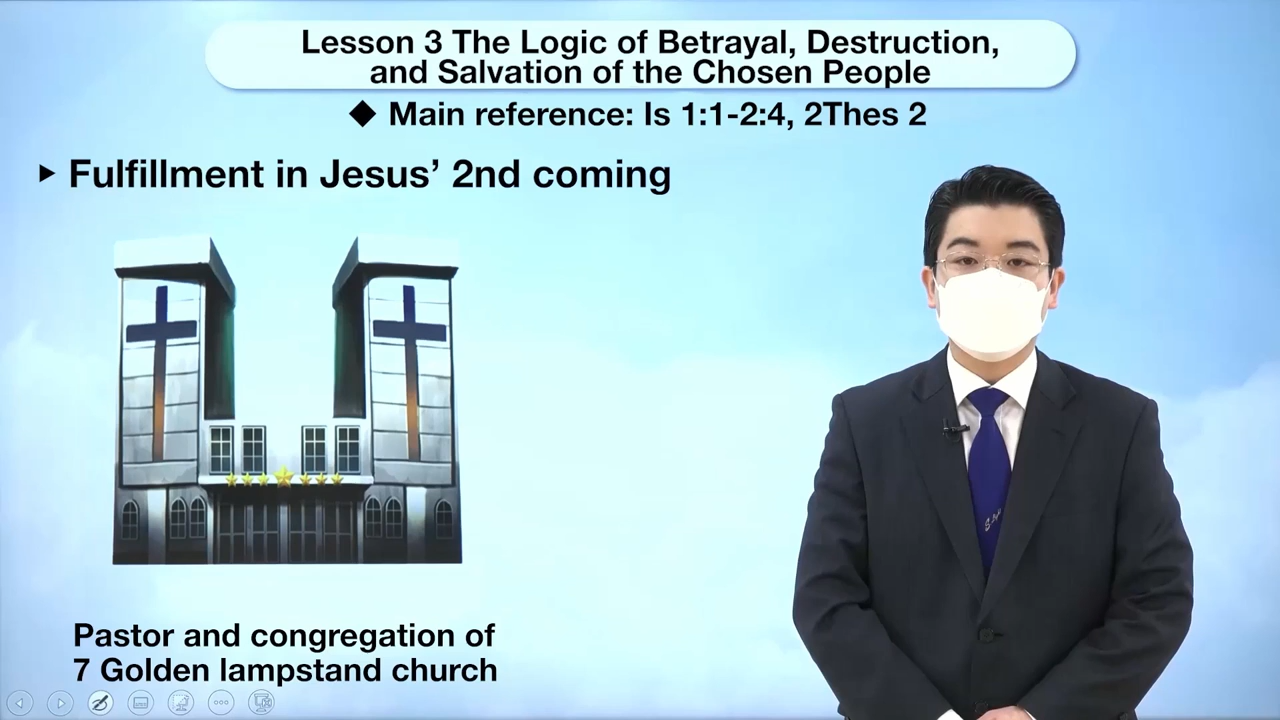 Lesson 3 The Logic of Betrayal, Destruction,
and Salvation of the Chosen People
◆ Main reference: Is 1:1-2:4, 2Thes 2
▶ Fulfillment in Jesus’ 2nd coming
Pastor and congregation of
7 Golden lampstand church